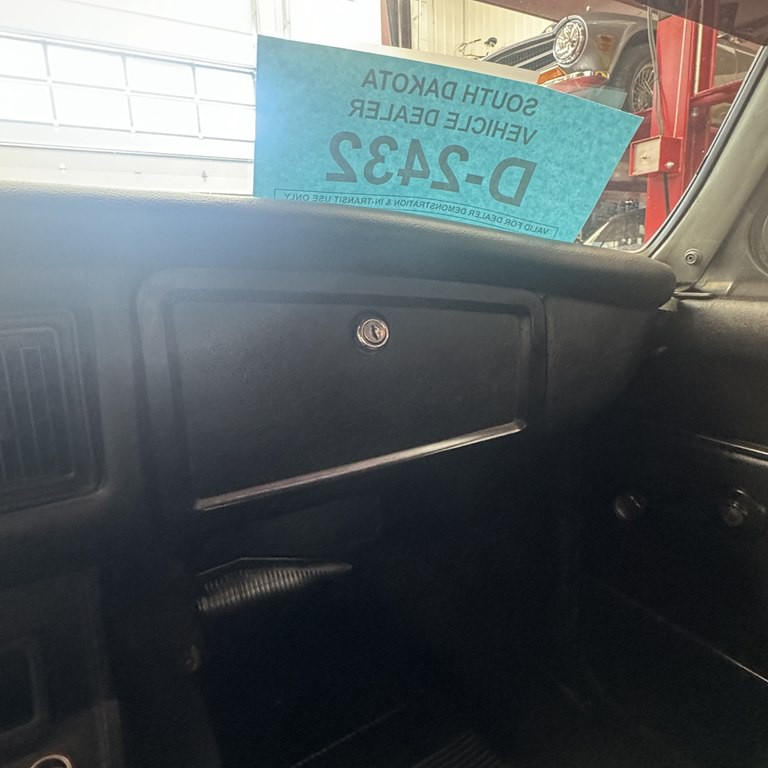 SOUTH DAKOTA
VEHICLE DEALER
D-2432
VALID FOR DEALER DEMONSTRATION & IN-TRANSIT USE ONLY